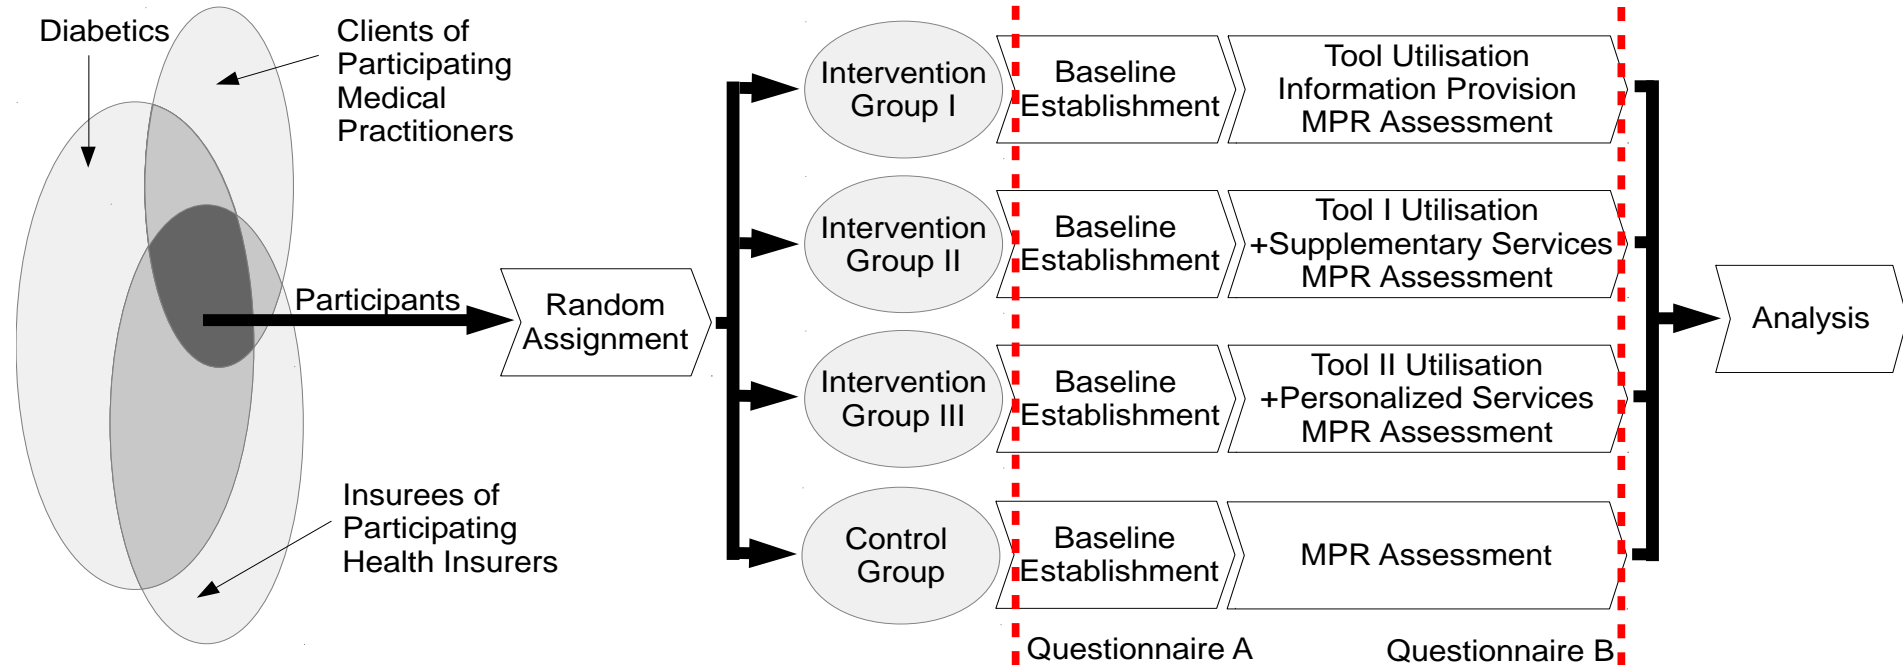 Diabetics
Clients of
Participating
Medical
Practitioners
Insurees of
Participating
Health Insurers
Participants
Random
Assignment
Intervention
Group I
Baseline
Establishment
Tool Utilisation
Information Provision
MPR Assessment
Intervention
Group II
Baseline
Establishment
Tool I Utilisation
+Supplementary Services
MPR Assessment
Intervention
Group III
Baseline
Establishment
Tool II Utilisation
+Personalized Services
MPR Assessment
Control
Group
Baseline
Establishment
MPR Assessment
Questionnaire A
Questionnaire B
Analysis